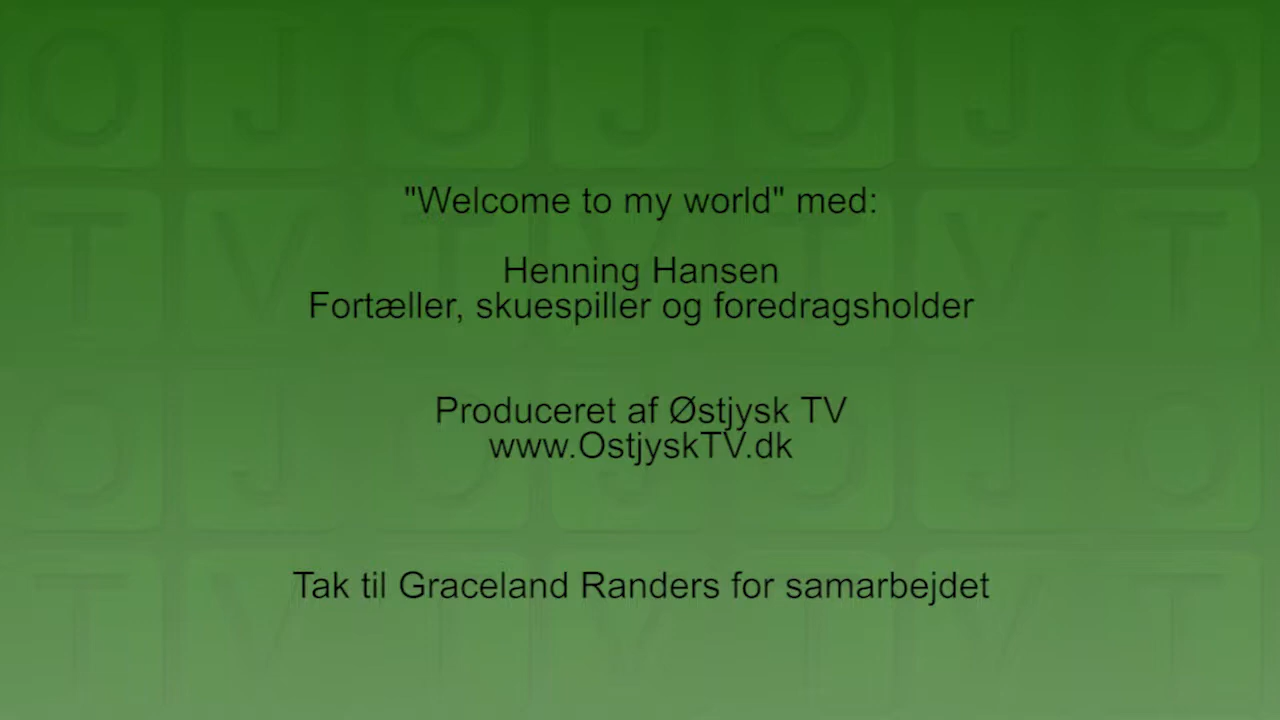 "Welcome to my world" med:
Henning Hansen
Fortæller, skuespiller og foredragsholder
Produceret af Østjysk TV
www.OstjyskTV.dk
Tak til Graceland Randers for samarbejdet
Ø J O J O J O
T V T V T V T
O J O J O J O
T V T V T V T